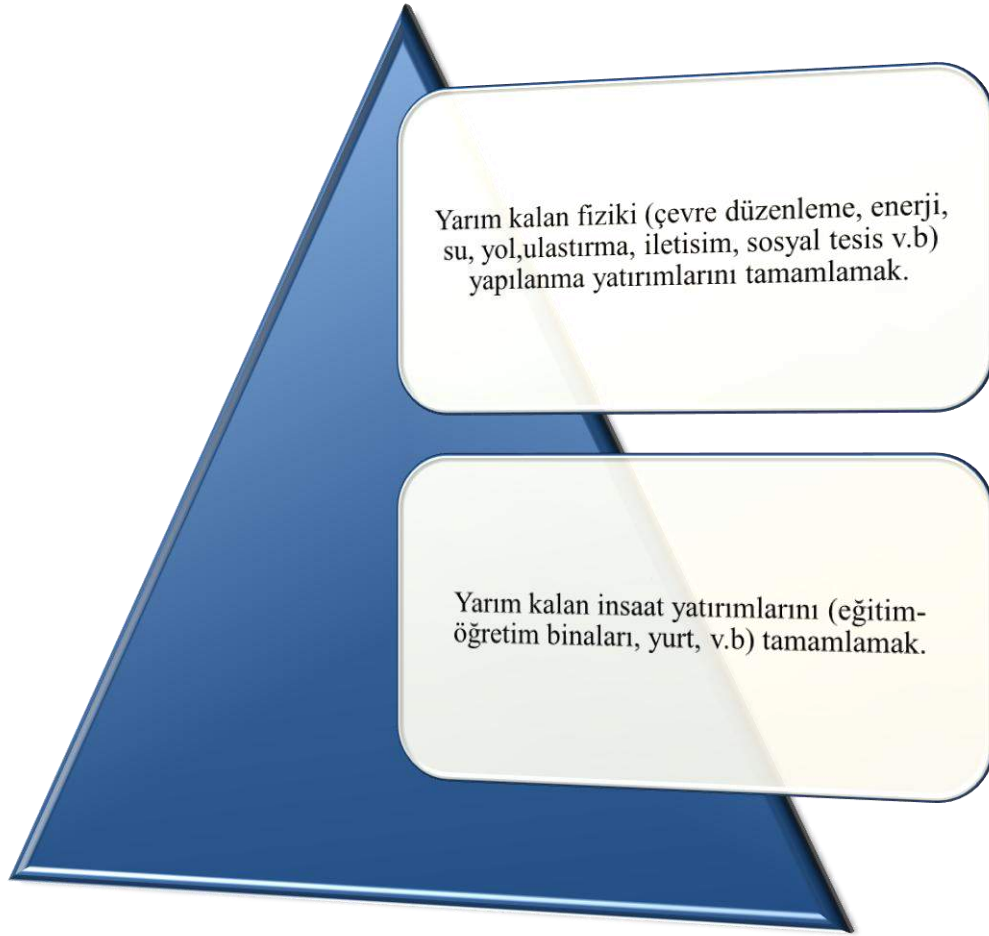 Yarım kalan fiziki (çevre düzenleme, enerji,
su, yol,ulastırma, iletisim, sosyal tesis v.b)
yapılanma yatırımlarını tamamlamak.
Yarım kalan insaat yatırımlarını (eğitim-
öğretim binaları, yurt, v.b) tamamlamak.